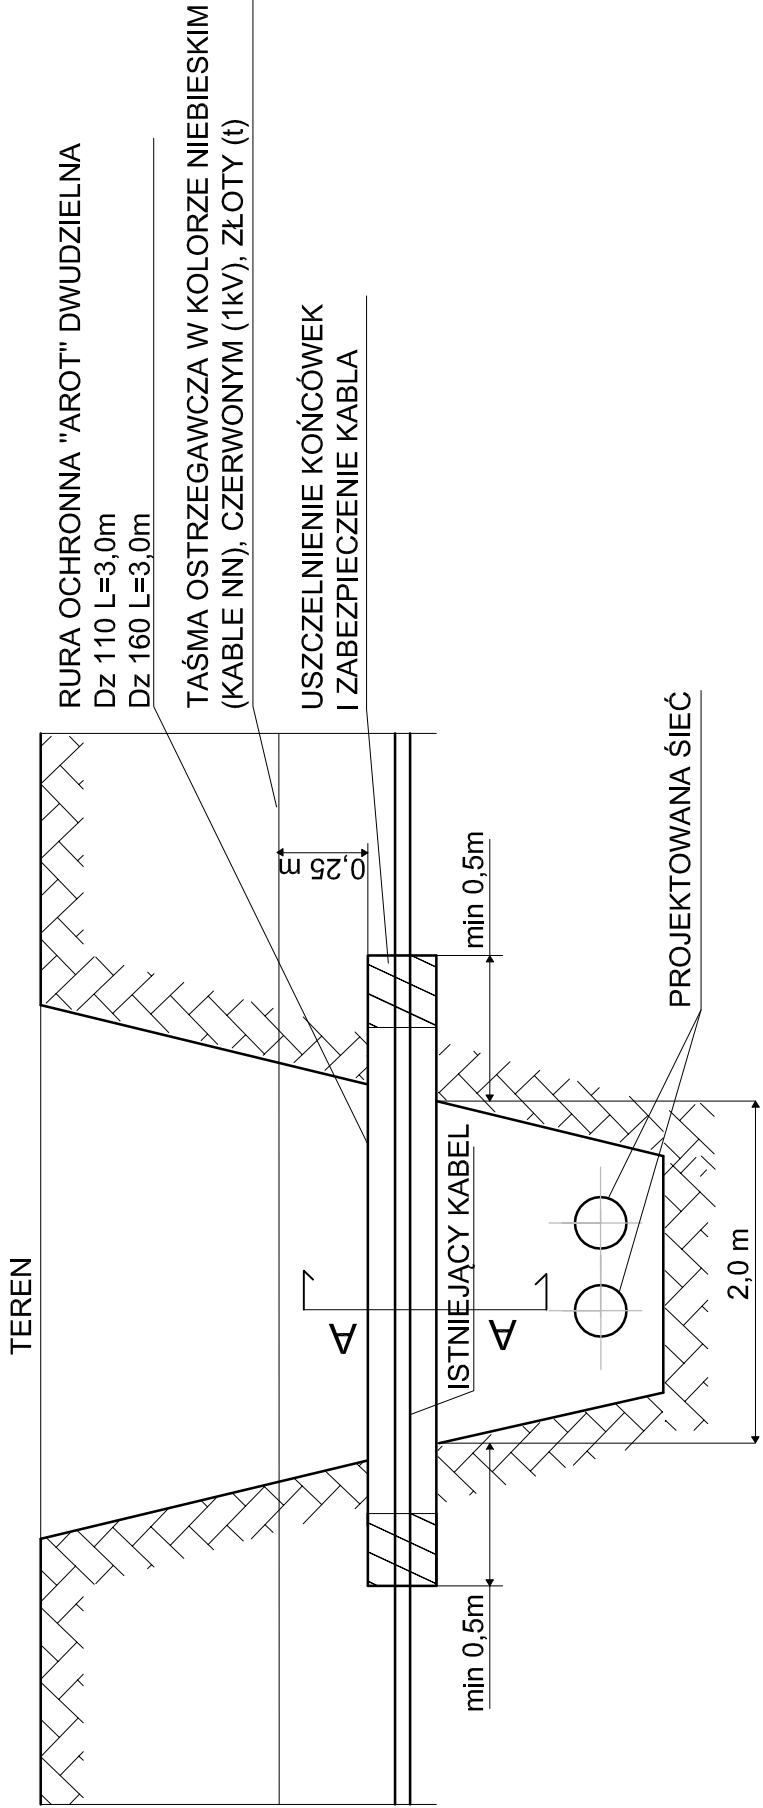 RURA OCHRONNA "AROT" DWUDZIELNA
Dz 110 L=3,0m
Dz 160 L=3,0m
TAŚMA OSTRZEGAWCZA W KOLORZE NIEBIESKIM
(KABLE NN), CZERWONYM (1kV), ZŁOTY (t)
USZCZELNIENIE KOŃCÓWEK
I ZABEZPIECZENIE KABLA
TEREN
0,25 m
min 0,5m
A
A
ISTNIEJĄCY KABEL
min 0,5m
PROJEKTOWANA ŚIEĆ
2,0 m